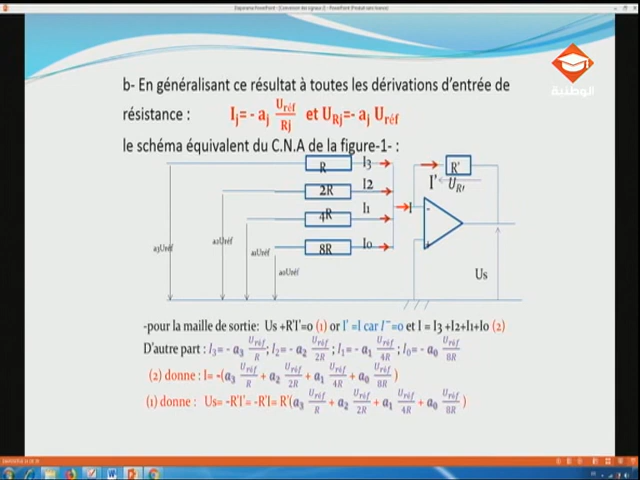 الوطنية
b- En généralisant ce résultat à toutes les dérivations d'entrée de
résistance : Ij= - aj Uréf/Rj et URj=- aj Uréf
le schéma équivalent du C.N.A de la figure-1- :
R I3
2R I2
4R I1
8R I0
a3Uréf
a2Uréf
a1Uréf
a0Uréf
R'
I' UR'
I
-
+
Us
-pour la maille de sortie: Us +R'I'=0 (1) or I' =I car I⁻=0 et I = I3 +I2+I1+I0 (2)
D'autre part : I3=- a3 Uréf/R; I2=- a2 Uréf/2R; I1=- a1 Uréf/4R; I0=- a0 Uréf/8R
(2) donne : I= -(a3 Uréf/R + a2 Uréf/2R + a1 Uréf/4R + a0 Uréf/8R)
(1) donne : Us= -R'I'= -R'I= R'(a3 Uréf/R + a2 Uréf/2R + a1 Uréf/4R + a0 Uréf/8R)